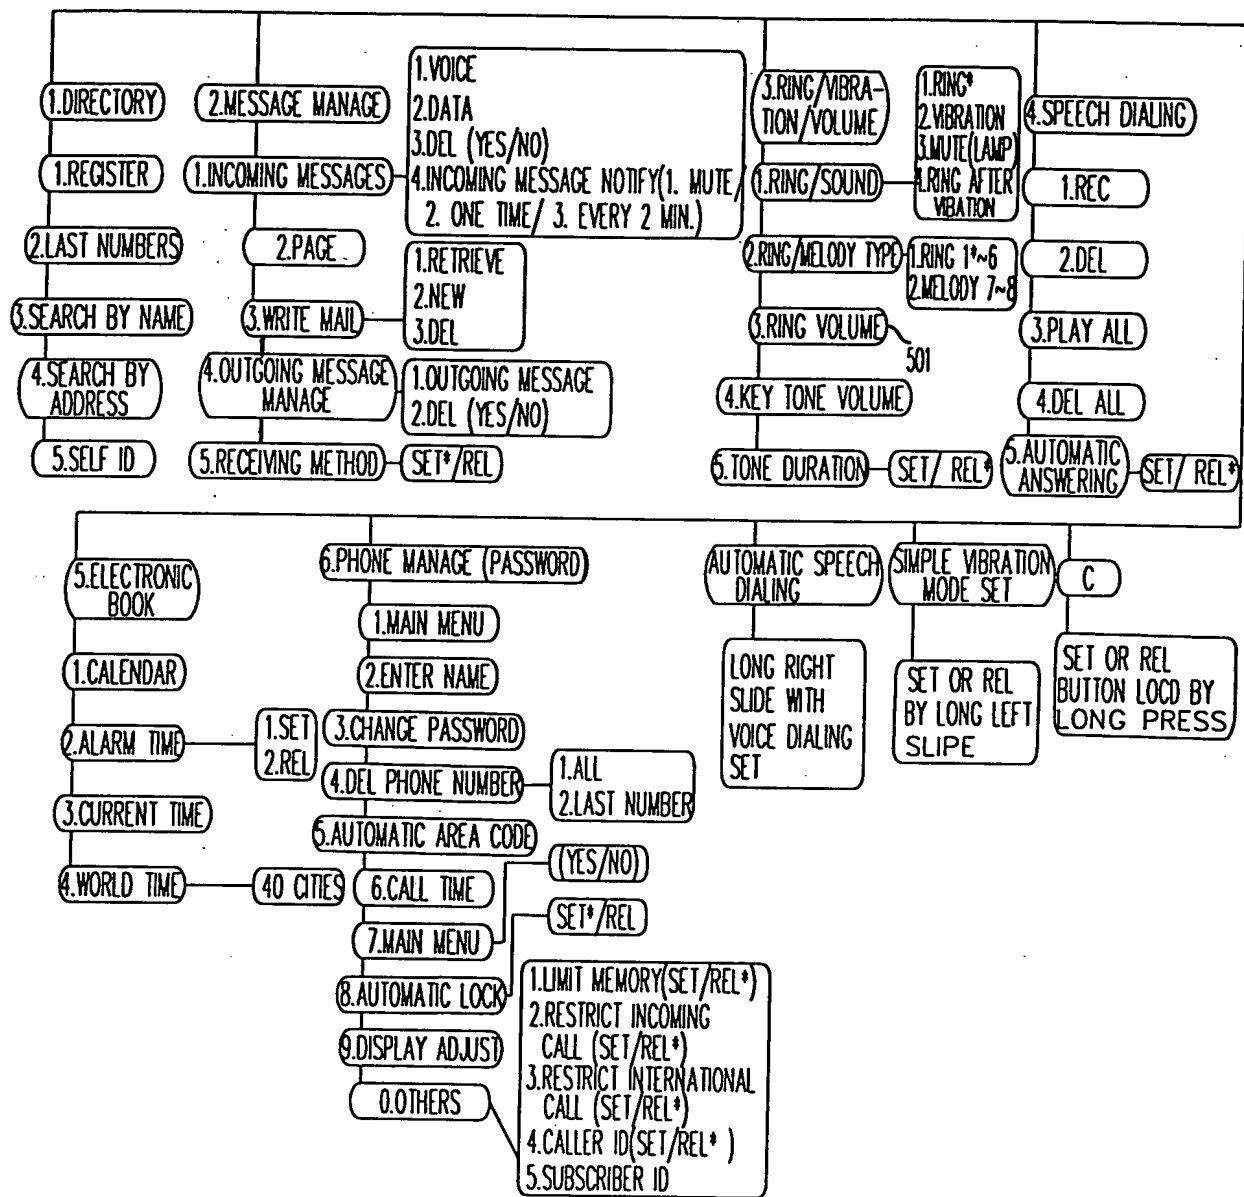 1.DIRECTORY
1.REGISTER
2.LAST NUMBERS
3.SEARCH BY NAME
4.SEARCH BY
ADDRESS
5.SELF ID
2.MESSAGE MANAGE
1.INCOMING MESSAGES
1.VOICE
2.DATA
3.DEL (YES/NO)
4.INCOMING MESSAGE NOTIFY(1. MUTE/
2. ONE TIME/ 3. EVERY 2 MIN.)
2.PAGE
3.WRITE MAIL
1.RETRIEVE
2.NEW
3.DEL
4.OUTGOING MESSAGE
MANAGE
1.OUTGOING MESSAGE
2.DEL (YES/NO)
5.RECEIVING METHOD
SET*/REL
3.RING/VIBRA-
TION/VOLUME
1.RING/SOUND
1.RING*
2.VIBRATION
3.MUTE(LAMP)
4.RING AFTER
VIBATION
2.RING/MELODY TYPE
1.RING 1*~6
2.MELODY 7~8
3.RING VOLUME
501
4.KEY TONE VOLUME
5.TONE DURATION
SET/ REL*
4.SPEECH DIALING
1.REC
2.DEL
3.PLAY ALL
4.DEL ALL
5.AUTOMATIC
ANSWERING
SET/ REL*
5.ELECTRONIC
BOOK
1.CALENDAR
2.ALARM TIME
1.SET
2.REL
3.CURRENT TIME
4.WORLD TIME
40 CITIES
6.PHONE MANAGE (PASSWORD)
1.MAIN MENU
2.ENTER NAME
3.CHANGE PASSWORD
4.DEL PHONE NUMBER
1.ALL
2.LAST NUMBER
5.AUTOMATIC AREA CODE
6.CALL TIME
7.MAIN MENU
(YES/NO)
8.AUTOMATIC LOCK
SET*/REL
9.DISPLAY ADJUST
0.OTHERS
1.LIMIT MEMORY(SET/REL*)
2.RESTRICT INCOMING
CALL (SET/REL*)
3.RESTRICT INTERNATIONAL
CALL (SET/REL*)
4.CALLER ID(SET/REL* )
5.SUBSCRIBER ID
AUTOMATIC SPEECH
DIALING
LONG RIGHT
SLIDE WITH
VOICE DIALING
SET
SIMPLE VIBRATION
MODE SET
SET OR REL
BY LONG LEFT
SLIPE
C
SET OR REL
BUTTON LOCD BY
LONG PRESS